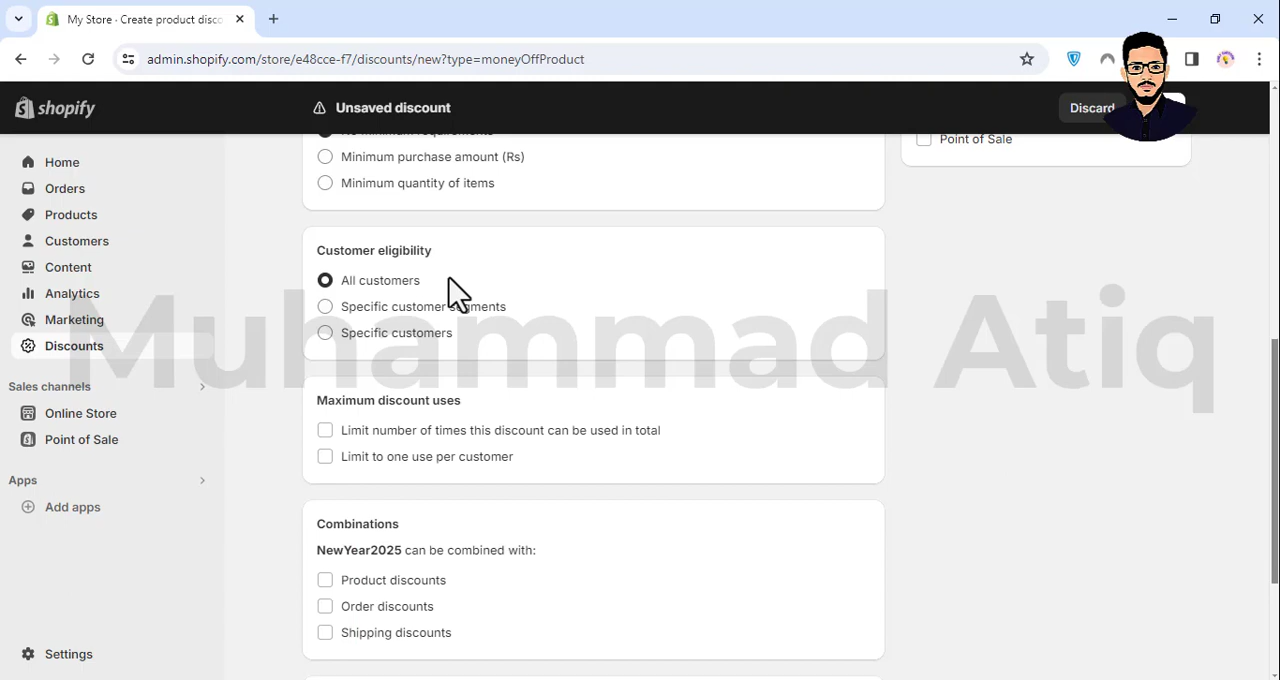 My Store · Create product disco
admin.shopify.com/store/e48cce-f7/discounts/new?type=moneyOffProduct
shopify
Unsaved discount
Discard
Home
Orders
Products
Customers
Content
Analytics
Marketing
Discounts
Sales channels
Online Store
Point of Sale
Apps
Add apps
Settings
No minimum requirements
Minimum purchase amount (Rs)
Minimum quantity of items
Point of Sale
Customer eligibility
All customers
Specific customer segments
Specific customers
Maximum discount uses
Limit number of times this discount can be used in total
Limit to one use per customer
Combinations
NewYear2025 can be combined with:
Product discounts
Order discounts
Shipping discounts
Muhammad Atiq